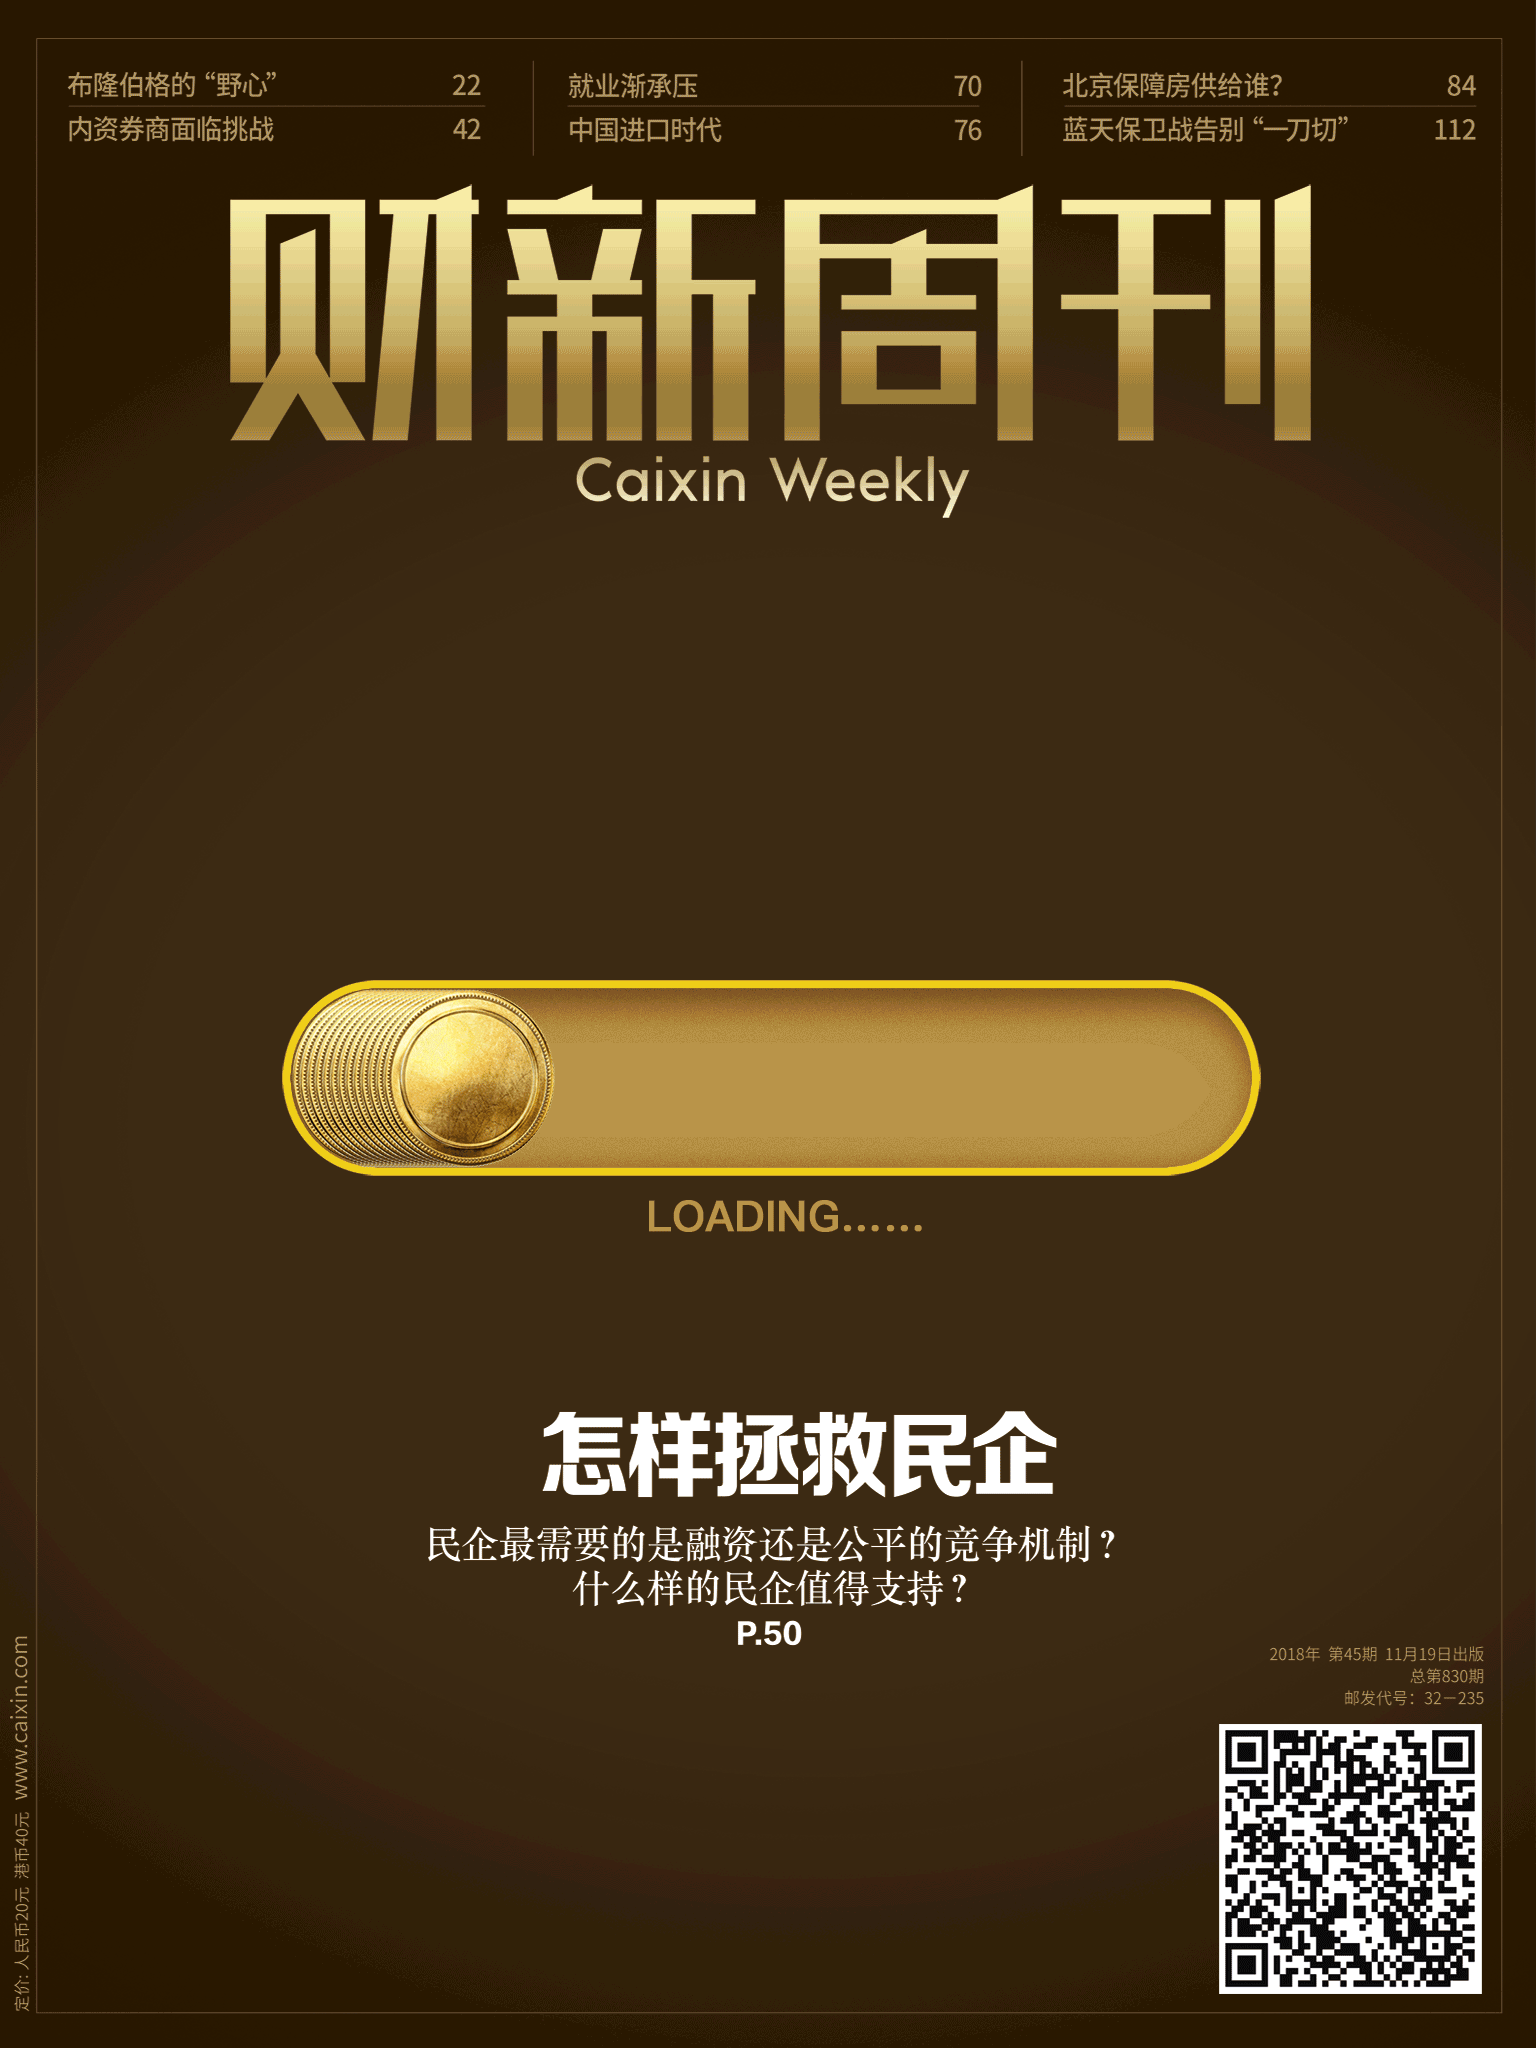 布隆伯格的 “野心” 22
内资券商面临挑战 42
就业渐承压 70
中国进口时代 76
北京保障房供给谁？ 84
蓝天保卫战告别 “一刀切” 112
财新周刊
Caixin Weekly
LOADING……
怎样拯救民企
民企最需要的是融资还是公平的竞争机制？
什么样的民企值得支持？
P.50
2018年 第45期 11月19日出版
总第830期
邮发代号：32－235
定价: 人民币20元 港币40元 www.caixin.com